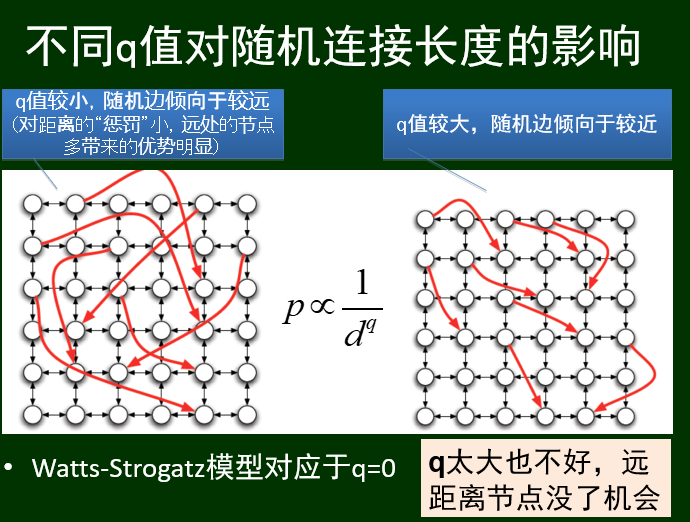 不同q值对随机连接长度的影响
q值较小，随机边倾向于较远
（对距离的“惩罚”小，远处的节点
多带来的优势明显）
q值较大，随机边倾向于较近
p ∝ 1/d^q
• Watts-Strogatz模型对应于q=0
q太大也不好，远
距离节点没了机会